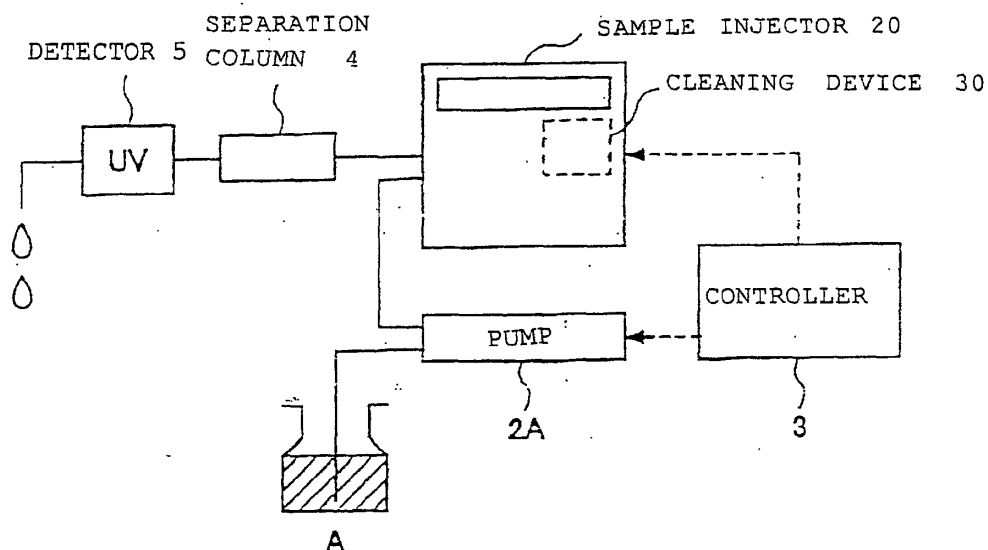 SEPARATION
COLUMN 4
DETECTOR 5
SAMPLE INJECTOR 20
CLEANING DEVICE 30
UV
CONTROLLER
PUMP
2A
3
A